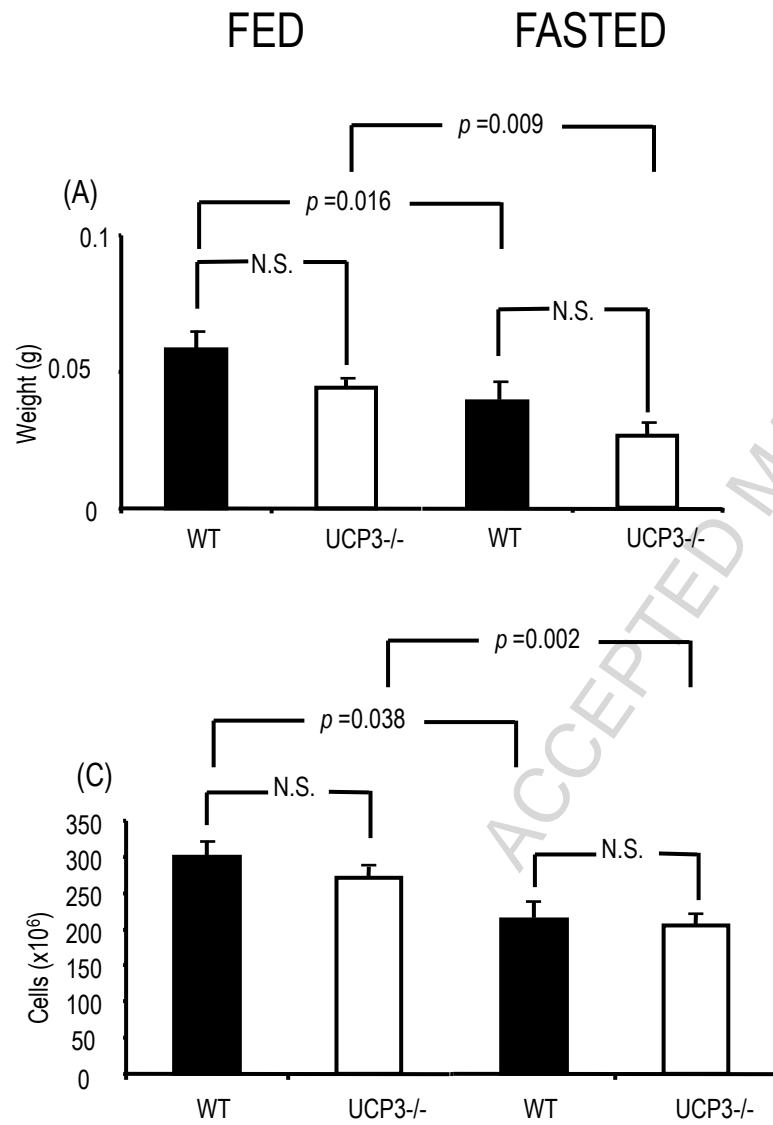 FED FASTED
p =0.009
(A)
p =0.016
0.1
N.S.
N.S.
0.05
Weight (g)
0
WT UCP3-/- WT UCP3-/-
p =0.002
p =0.038
(C)
N.S.
N.S.
350
300
250
200
150
100
50
0
Cells (x10⁶)
WT UCP3-/- WT UCP3-/-
ACCEPTED